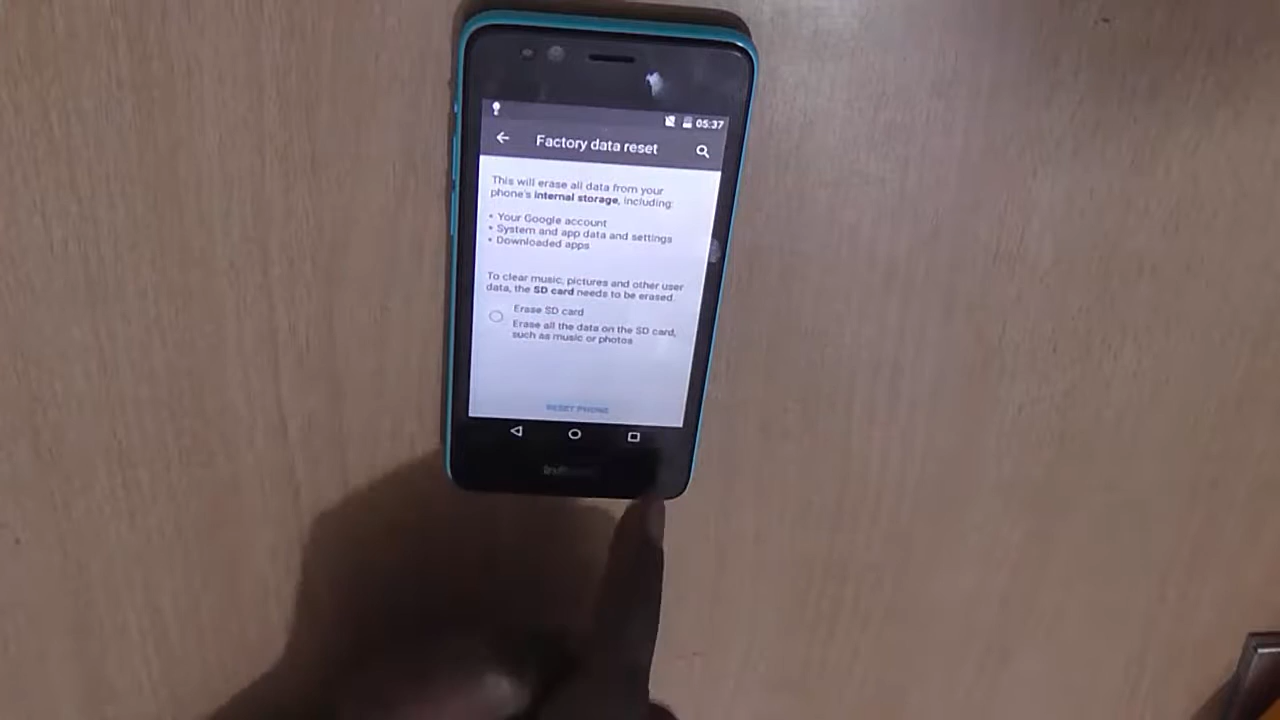 05:37
Factory data reset
This will erase all data from your
phone's internal storage, including:
• Your Google account
• System and app data and settings
• Downloaded apps
To clear music, pictures and other user
data, the SD card needs to be erased.
Erase SD card
Erase all the data on the SD card,
such as music or photos
RESET PHONE